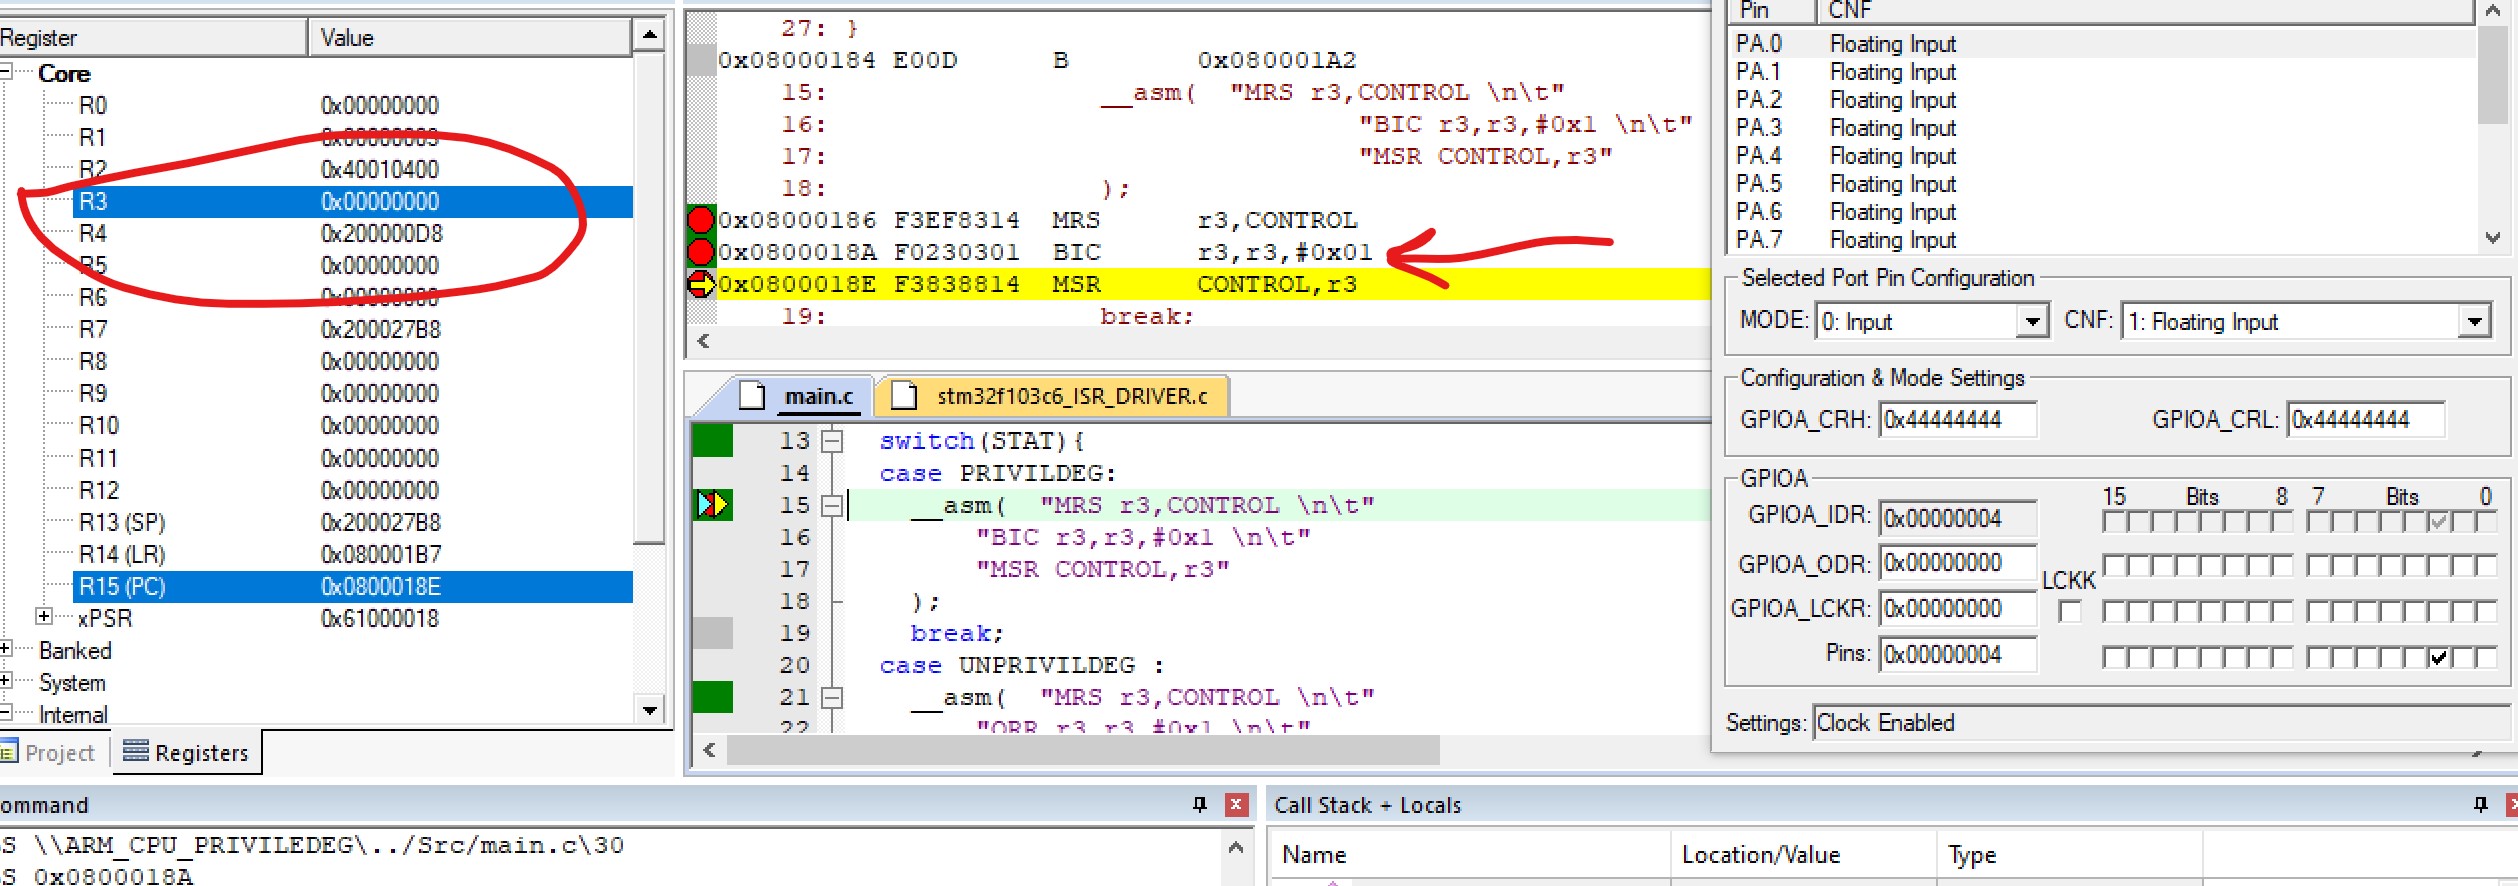 Register Value
Core
R0 0x00000000
R1 0x00000003
R2 0x40010400
R3 0x00000000
R4 0x200000D8
R5 0x00000000
R6 0x00000000
R7 0x200027B8
R8 0x00000000
R9 0x00000000
R10 0x00000000
R11 0x00000000
R12 0x00000000
R13 (SP) 0x200027B8
R14 (LR) 0x080001B7
R15 (PC) 0x0800018E
xPSR 0x61000018
Banked
System
Internal
Project Registers
27: }
0x08000184 E00D B 0x080001A2
15: __asm( "MRS r3,CONTROL \n\t"
16: "BIC r3,r3,#0x1 \n\t"
17: "MSR CONTROL,r3"
18: );
0x08000186 F3EF8314 MRS r3,CONTROL
0x0800018A F0230301 BIC r3,r3,#0x01
0x0800018E F3838814 MSR CONTROL,r3
19: break;
main.c stm32f103c6_ISR_DRIVER.c
13 switch(STAT){
14 case PRIVILDEG:
15 __asm( "MRS r3,CONTROL \n\t"
16 "BIC r3,r3,#0x1 \n\t"
17 "MSR CONTROL,r3"
18 );
19 break;
20 case UNPRIVILDEG :
21 __asm( "MRS r3,CONTROL \n\t"
22 "ORR r3,r3,#0x1 \n\t"
Pin CNF
PA.0 Floating Input
PA.1 Floating Input
PA.2 Floating Input
PA.3 Floating Input
PA.4 Floating Input
PA.5 Floating Input
PA.6 Floating Input
PA.7 Floating Input
Selected Port Pin Configuration
MODE: 0: Input CNF: 1: Floating Input
Configuration & Mode Settings
GPIOA_CRH: 0x44444444 GPIOA_CRL: 0x44444444
GPIOA
15 Bits 8 7 Bits 0
GPIOA_IDR: 0x00000004
GPIOA_ODR: 0x00000000
LCKK
GPIOA_LCKR: 0x00000000
Pins: 0x00000004
Settings: Clock Enabled
ommand
S \\ARM_CPU_PRIVILEDEG\../Src/main.c\30
S 0x0800018A
Call Stack + Locals
Name Location/Value Type